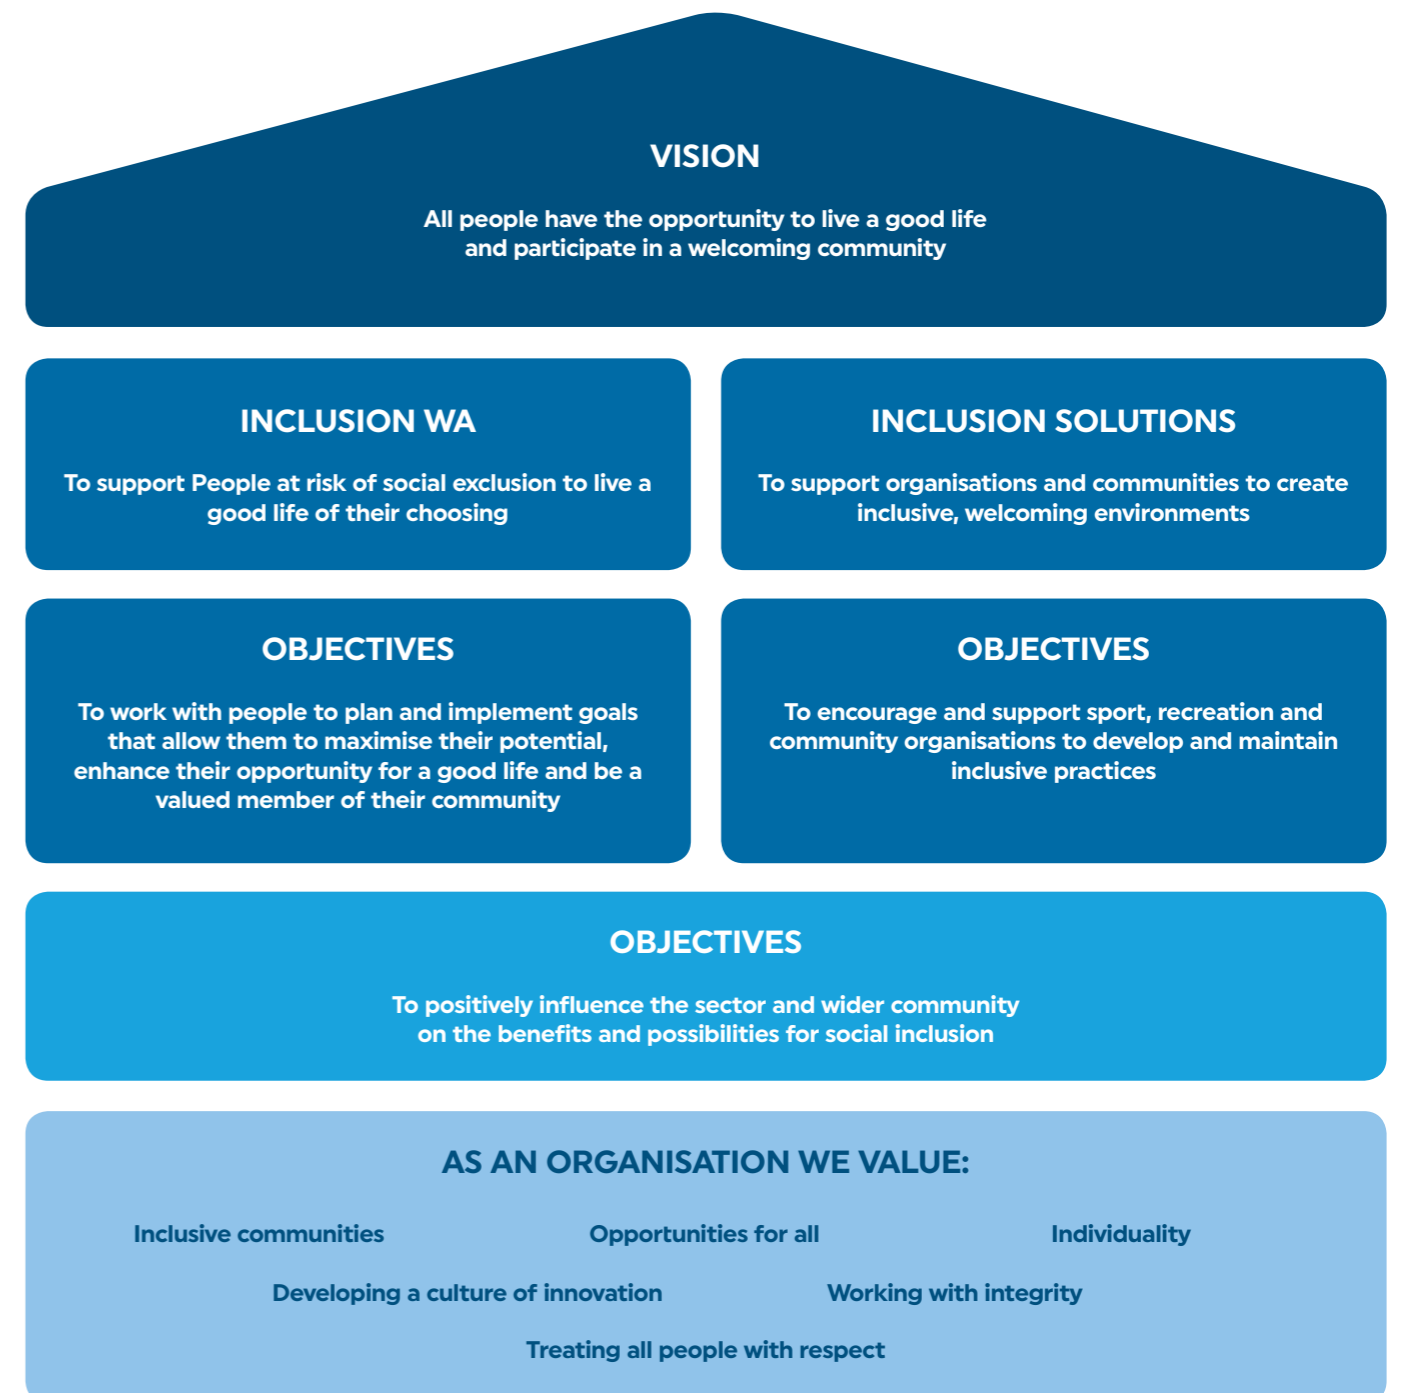 VISION
All people have the opportunity to live a good life
and participate in a welcoming community
INCLUSION WA
To support People at risk of social exclusion to live a
good life of their choosing
INCLUSION SOLUTIONS
To support organisations and communities to create
inclusive, welcoming environments
OBJECTIVES
To work with people to plan and implement goals
that allow them to maximise their potential,
enhance their opportunity for a good life and be a
valued member of their community
OBJECTIVES
To encourage and support sport, recreation and
community organisations to develop and maintain
inclusive practices
OBJECTIVES
To positively influence the sector and wider community
on the benefits and possibilities for social inclusion
AS AN ORGANISATION WE VALUE:
Inclusive communities
Opportunities for all
Individuality
Developing a culture of innovation
Working with integrity
Treating all people with respect